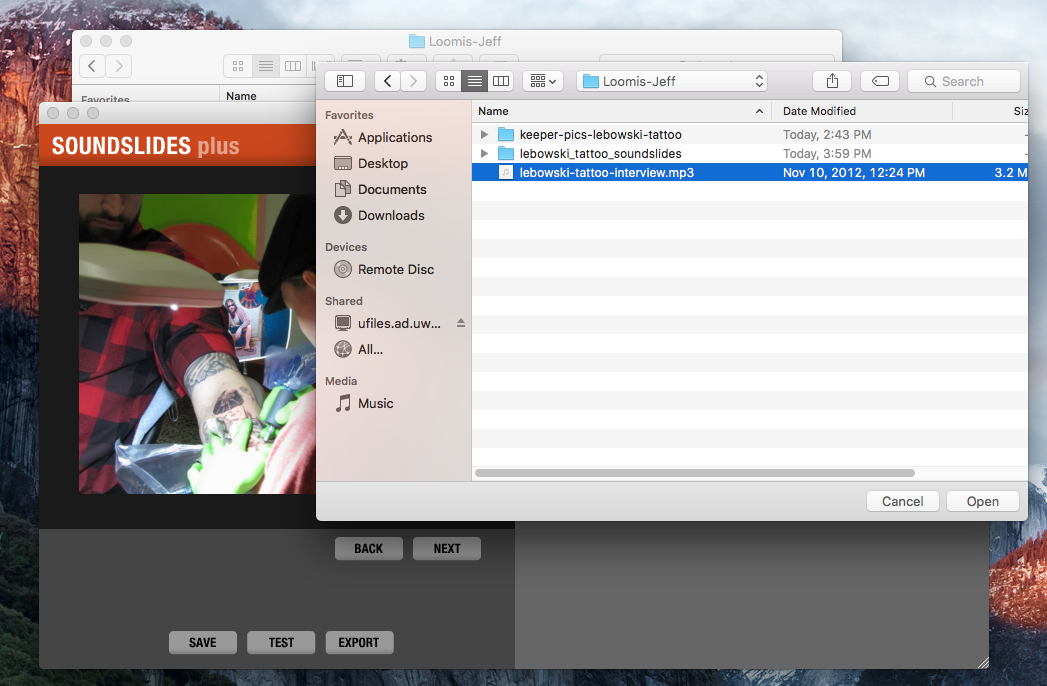 Loomis-Jeff
Favorites
Name
SOUNDSLIDES plus
BACK
NEXT
SAVE
TEST
EXPORT
Loomis-Jeff
Search
Favorites
Applications
Desktop
Documents
Downloads
Devices
Remote Disc
Shared
ufiles.ad.uw...
All...
Media
Music
Name Date Modified Siz
keeper-pics-lebowski-tattoo Today, 2:43 PM -
lebowski_tattoo_soundslides Today, 3:59 PM -
lebowski-tattoo-interview.mp3 Nov 10, 2012, 12:24 PM 3.2 M
Cancel
Open